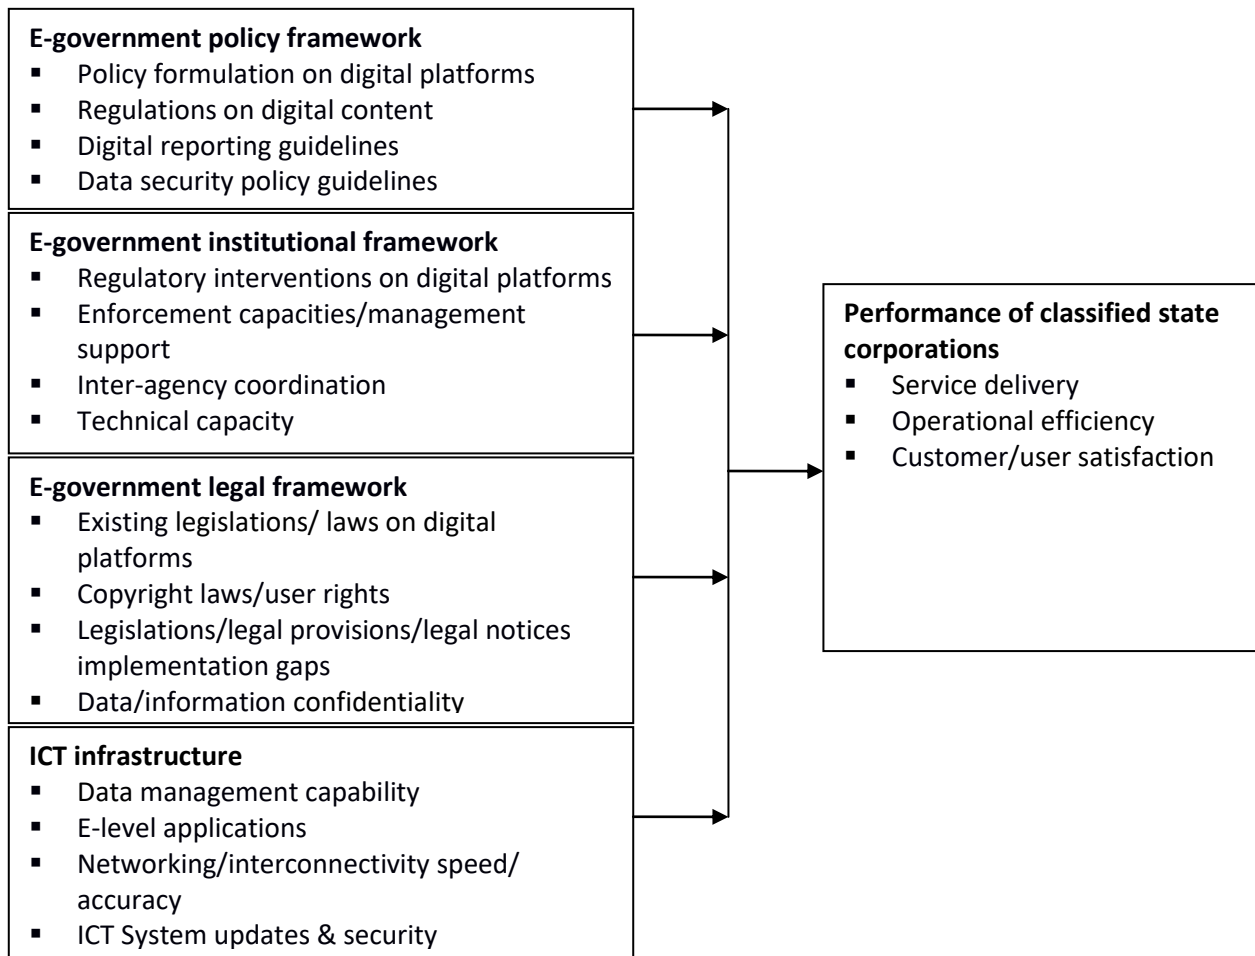 E-government policy framework
▪ Policy formulation on digital platforms
▪ Regulations on digital content
▪ Digital reporting guidelines
▪ Data security policy guidelines
E-government institutional framework
▪ Regulatory interventions on digital platforms
▪ Enforcement capacities/management
support
▪ Inter-agency coordination
▪ Technical capacity
E-government legal framework
▪ Existing legislations/ laws on digital
platforms
▪ Copyright laws/user rights
▪ Legislations/legal provisions/legal notices
implementation gaps
▪ Data/information confidentiality
ICT infrastructure
▪ Data management capability
▪ E-level applications
▪ Networking/interconnectivity speed/
accuracy
▪ ICT System updates & security
Performance of classified state
corporations
▪ Service delivery
▪ Operational efficiency
▪ Customer/user satisfaction